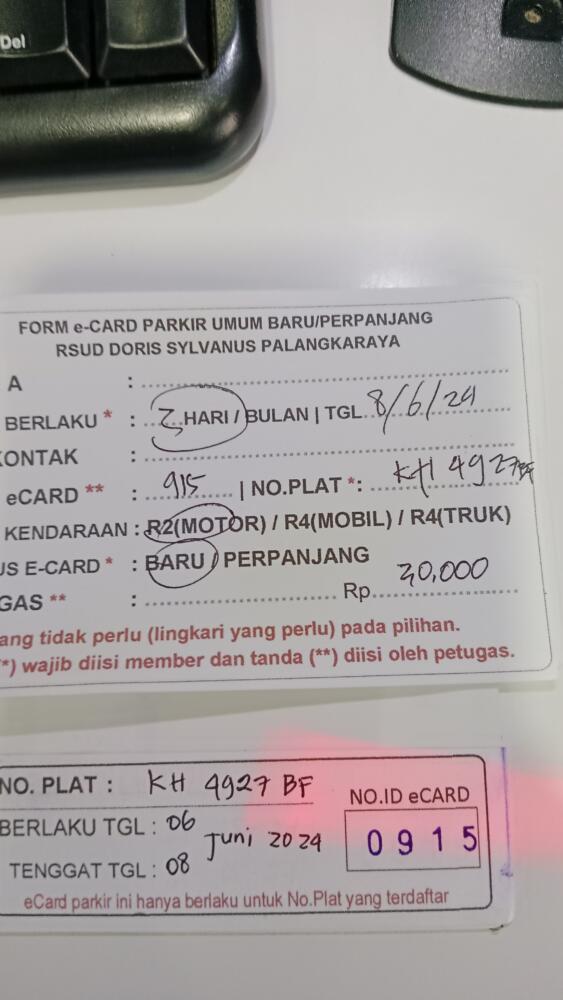 Del
FORM e-CARD PARKIR UMUM BARU/PERPANJANG
RSUD DORIS SYLVANUS PALANGKARAYA
A :
BERLAKU * : 3 HARI / BULAN | TGL 8/6/24
KONTAK :
eCARD ** : 915 | NO.PLAT *: KH 4927 BF
KENDARAAN : R2(MOTOR) / R4(MOBIL) / R4(TRUK)
US E-CARD * : BARU / PERPANJANG
GAS ** : Rp. 30,000
ang tidak perlu (lingkari yang perlu) pada pilihan.
*) wajib diisi member dan tanda (**) diisi oleh petugas.
NO. PLAT : KH 4927 BF
BERLAKU TGL : 06 Juni 2024
TENGGAT TGL : 08
NO.ID eCARD
0915
eCard parkir ini hanya berlaku untuk No.Plat yang terdaftar